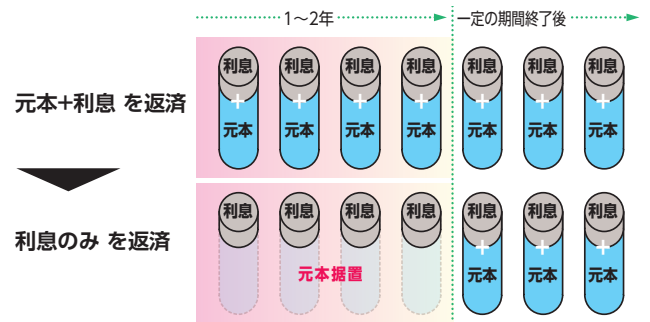 1～2年
一定の期間終了後
元本+利息 を返済
利息 利息 利息 利息 利息 利息 利息
+ + + + + + +
元本 元本 元本 元本 元本 元本 元本
利息のみ を返済
利息 利息 利息 利息 利息 利息 利息
+ + +
元本据置 元本 元本 元本